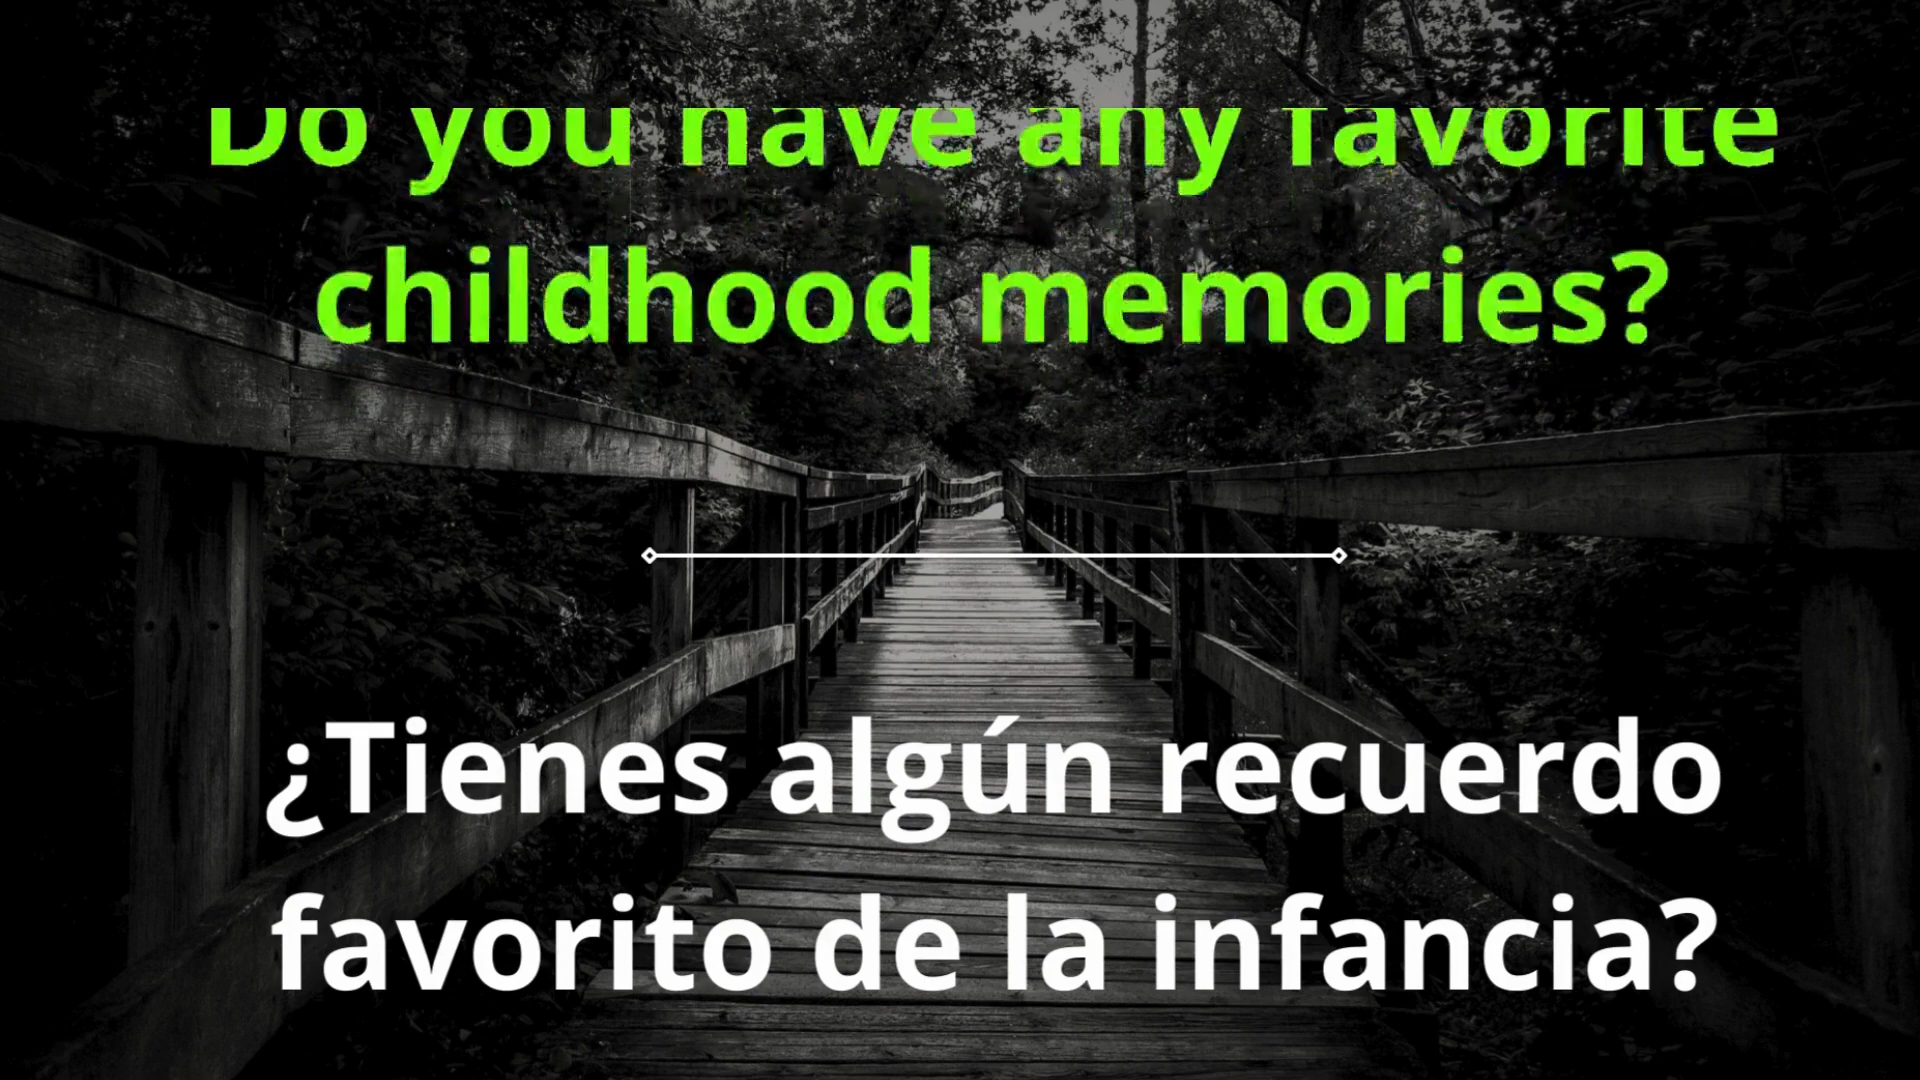 Do you have any favorite
childhood memories?
¿Tienes algún recuerdo
favorito de la infancia?